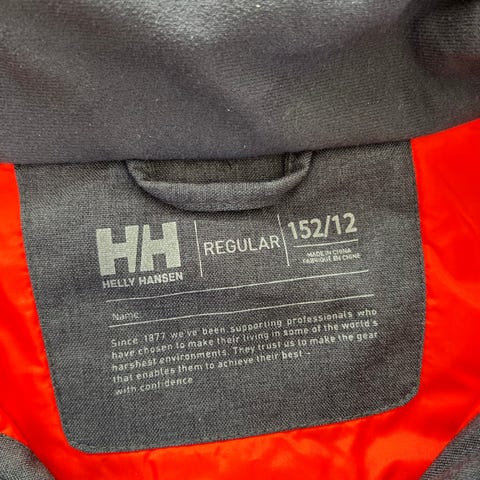 HH
HELLY HANSEN
REGULAR
152/12
MADE IN CHINA
FABRIQUÉ EN CHINE
Name:
Since 1877 we've been supporting professionals who
have chosen to make their living in some of the world's
harshest environments. They trust us to make the gear
that enables them to achieve their best -
with confidence